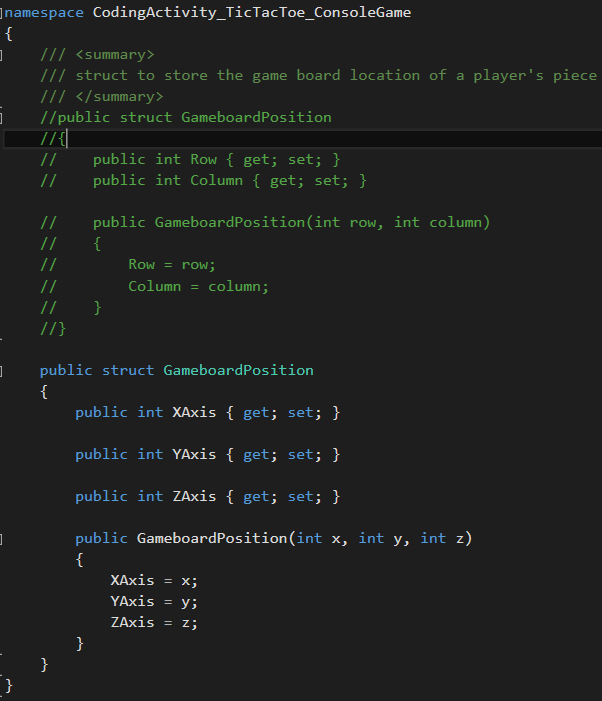 namespace CodingActivity_TicTacToe_ConsoleGame
{
    /// <summary>
    /// struct to store the game board location of a player's piece
    /// </summary>
    //public struct GameboardPosition
    //{
    //    public int Row { get; set; }
    //    public int Column { get; set; }

    //    public GameboardPosition(int row, int column)
    //    {
    //        Row = row;
    //        Column = column;
    //    }
    //}

    public struct GameboardPosition
    {
        public int XAxis { get; set; }

        public int YAxis { get; set; }

        public int ZAxis { get; set; }

        public GameboardPosition(int x, int y, int z)
        {
            XAxis = x;
            YAxis = y;
            ZAxis = z;
        }
    }
}